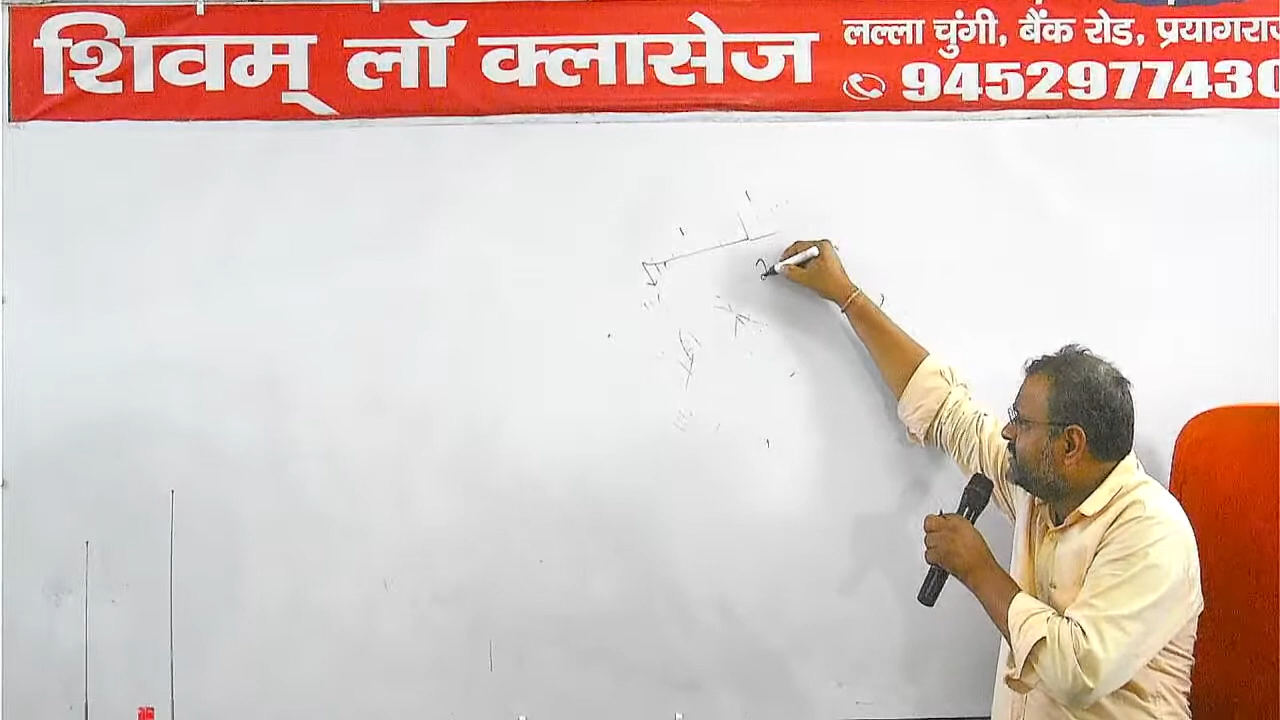 शिवम् लॉ क्लासेज
लल्ला चुंगी, बैंक रोड, प्रयागराज
9452977430